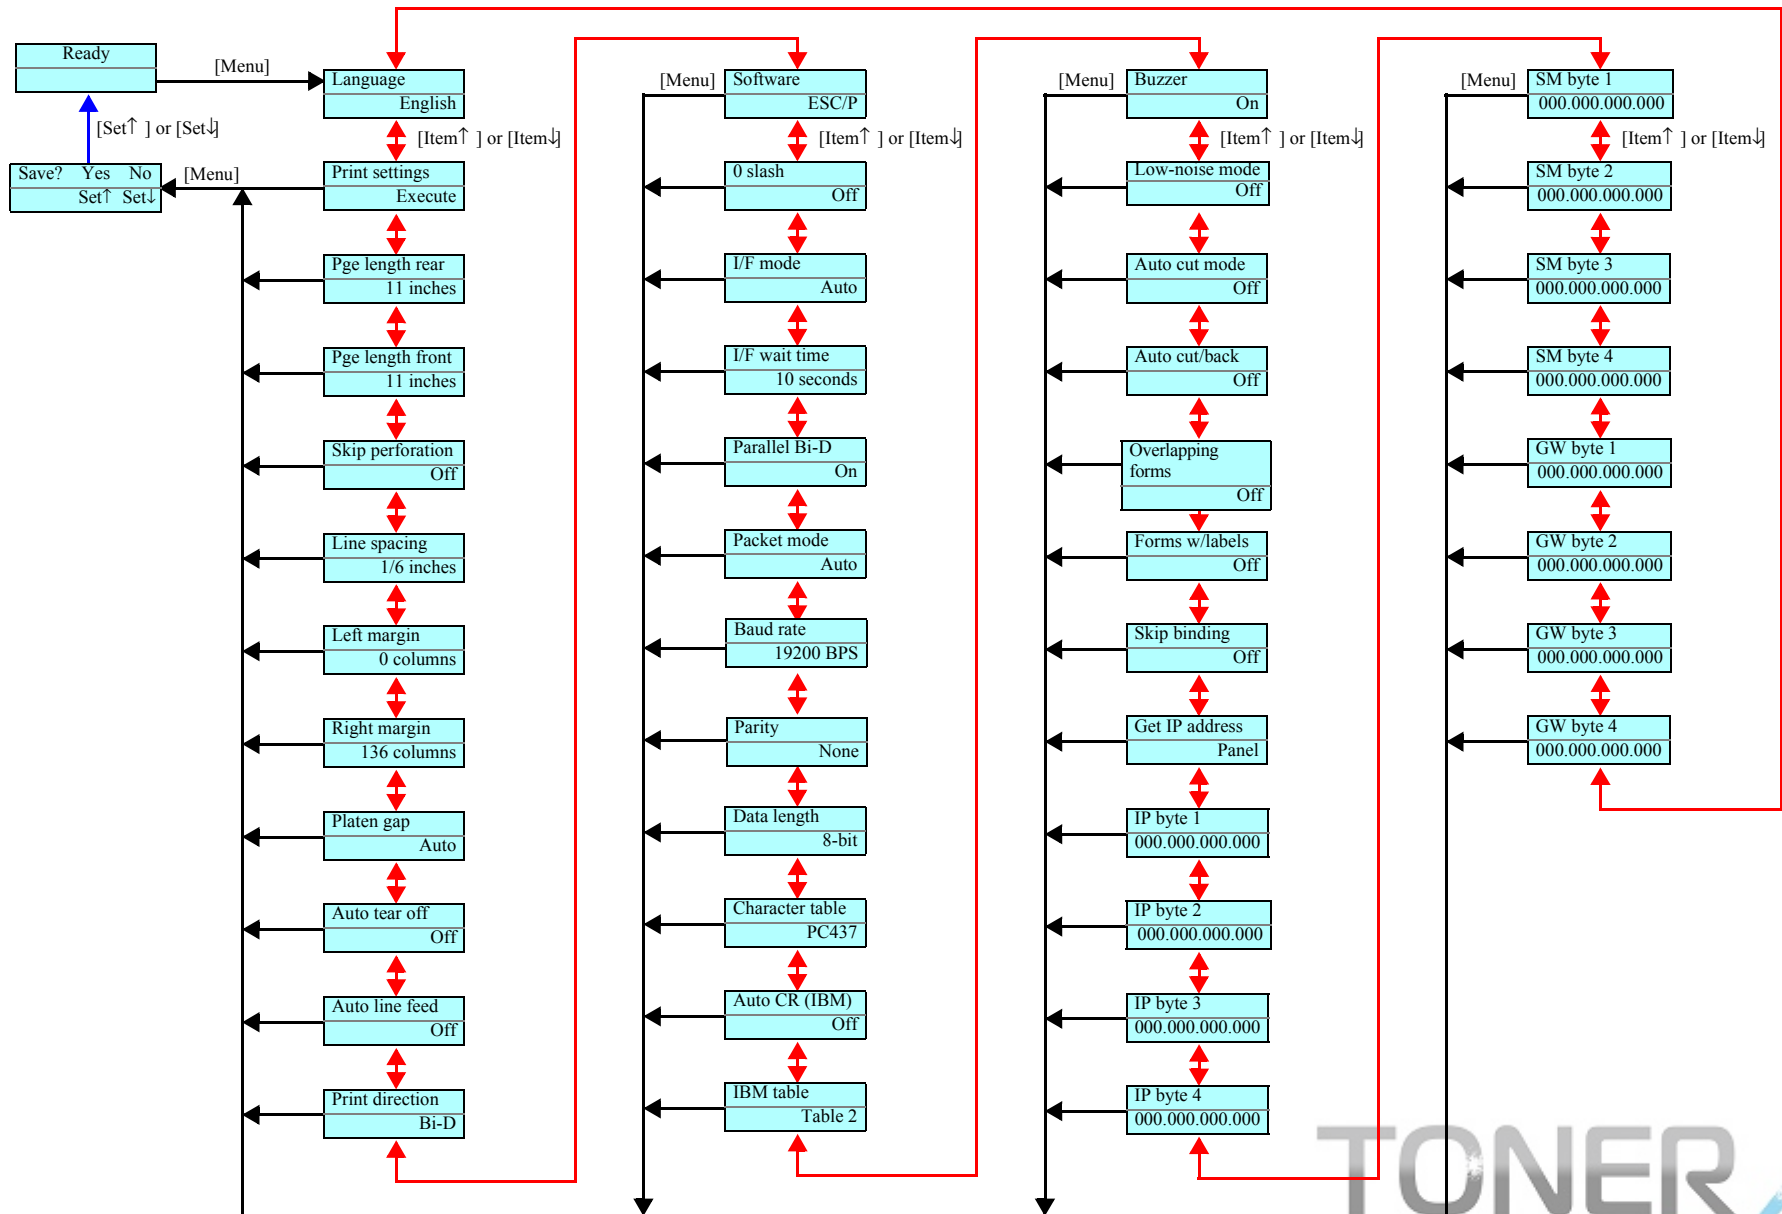 Ready
[Menu]
[Set↑ ] or [Set↓]
Save? Yes No
Set↑ Set↓
[Menu]
Language
English
[Item↑ ] or [Item↓]
Print settings
Execute
Pge length rear
11 inches
Pge length front
11 inches
Skip perforation
Off
Line spacing
1/6 inches
Left margin
0 columns
Right margin
136 columns
Platen gap
Auto
Auto tear off
Off
Auto line feed
Off
Print direction
Bi-D
[Menu]
Software
ESC/P
[Item↑ ] or [Item↓]
0 slash
Off
I/F mode
Auto
I/F wait time
10 seconds
Parallel Bi-D
On
Packet mode
Auto
Baud rate
19200 BPS
Parity
None
Data length
8-bit
Character table
PC437
Auto CR (IBM)
Off
IBM table
Table 2
[Menu]
Buzzer
On
[Item↑ ] or [Item↓]
Low-noise mode
Off
Auto cut mode
Off
Auto cut/back
Off
Overlapping
forms
Off
Forms w/labels
Off
Skip binding
Off
Get IP address
Panel
IP byte 1
000.000.000.000
IP byte 2
000.000.000.000
IP byte 3
000.000.000.000
IP byte 4
000.000.000.000
[Menu]
SM byte 1
000.000.000.000
[Item↑ ] or [Item↓]
SM byte 2
000.000.000.000
SM byte 3
000.000.000.000
SM byte 4
000.000.000.000
GW byte 1
000.000.000.000
GW byte 2
000.000.000.000
GW byte 3
000.000.000.000
GW byte 4
000.000.000.000
TONER